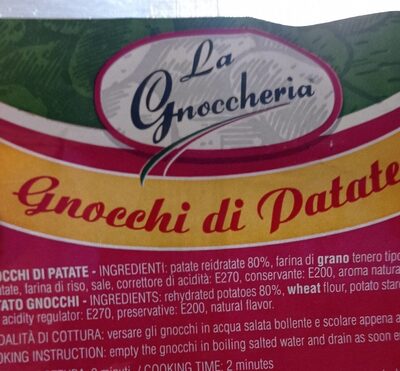 La
Gnoccheria
Gnocchi di Patate
OCCHI DI PATATE - INGREDIENTI: patate reidratate 80%, farina di grano tenero tipo
tate, farina di riso, sale, correttore di acidità: E270, conservante: E200, aroma natura
TATO GNOCCHI - INGREDIENTS: rehydrated potatoes 80%, wheat flour, potato starc
acidity regulator: E270, preservative: E200, natural flavor.
DALITÀ DI COTTURA: versare gli gnocchi in acqua salata bollente e scolare appena a
OKING INSTRUCTION: empty the gnocchi in boiling salted water and drain as soon
2 minuti / COOKING TIME: 2 minutes